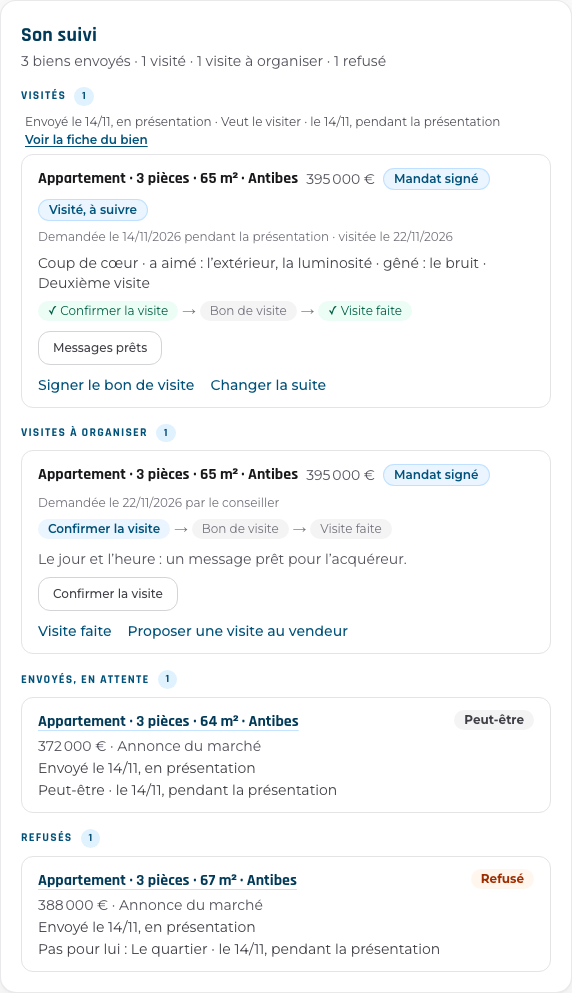 Son suivi
3 biens envoyés · 1 visité · 1 visite à organiser · 1 refusé
VISITÉS 1
Envoyé le 14/11, en présentation · Veut le visiter · le 14/11, pendant la présentation
Voir la fiche du bien
Appartement · 3 pièces · 65 m² · Antibes 395 000 € Mandat signé
Visité, à suivre
Demandée le 14/11/2026 pendant la présentation · visitée le 22/11/2026
Coup de cœur · a aimé : l’extérieur, la luminosité · gêné : le bruit ·
Deuxième visite
✓ Confirmer la visite → Bon de visite → ✓ Visite faite
Messages prêts
Signer le bon de visite Changer la suite
VISITES À ORGANISER 1
Appartement · 3 pièces · 65 m² · Antibes 395 000 € Mandat signé
Demandée le 22/11/2026 par le conseiller
Confirmer la visite → Bon de visite → Visite faite
Le jour et l’heure : un message prêt pour l’acquéreur.
Confirmer la visite
Visite faite Proposer une visite au vendeur
ENVOYÉS, EN ATTENTE 1
Appartement · 3 pièces · 64 m² · Antibes Peut-être
372 000 € · Annonce du marché
Envoyé le 14/11, en présentation
Peut-être · le 14/11, pendant la présentation
REFUSÉS 1
Appartement · 3 pièces · 67 m² · Antibes Refusé
388 000 € · Annonce du marché
Envoyé le 14/11, en présentation
Pas pour lui : Le quartier · le 14/11, pendant la présentation